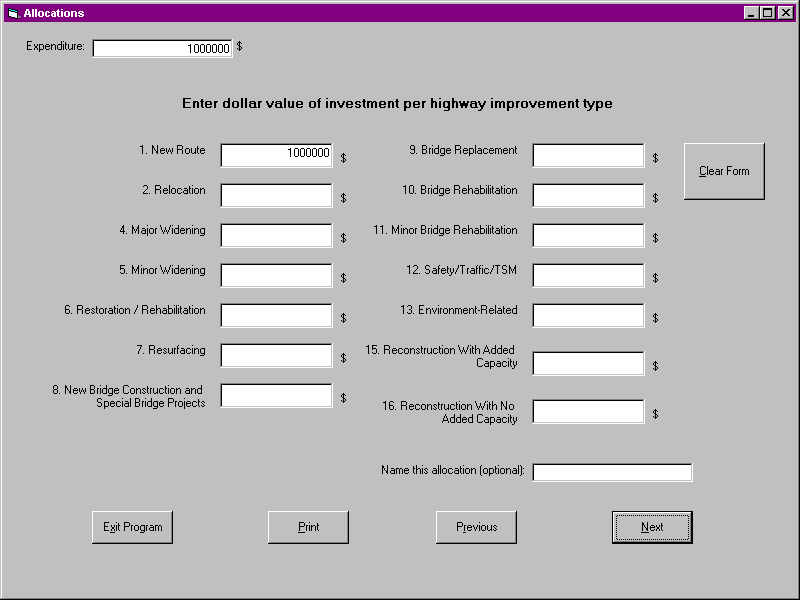 Allocations
Expenditure: 1000000 $
Enter dollar value of investment per highway improvement type
1. New Route 1000000 $
2. Relocation $
4. Major Widening $
5. Minor Widening $
6. Restoration / Rehabilitation $
7. Resurfacing $
8. New Bridge Construction and
Special Bridge Projects $
9. Bridge Replacement $
10. Bridge Rehabilitation $
11. Minor Bridge Rehabilitation $
12. Safety/Traffic/TSM $
13. Environment-Related $
15. Reconstruction With Added
Capacity $
16. Reconstruction With No
Added Capacity $
Clear Form
Name this allocation (optional):
Exit Program
Print
Previous
Next